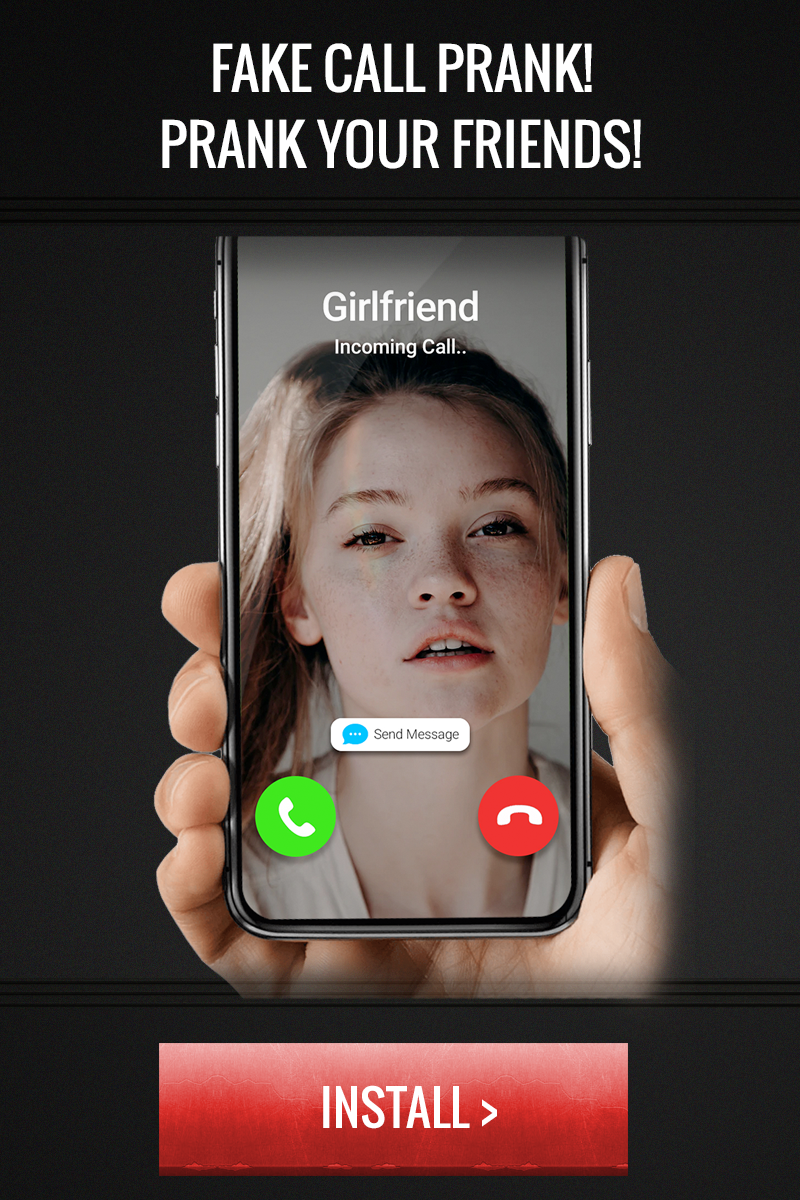 FAKE CALL PRANK!
PRANK YOUR FRIENDS!
Girlfriend
Incoming Call..
Send Message
INSTALL >